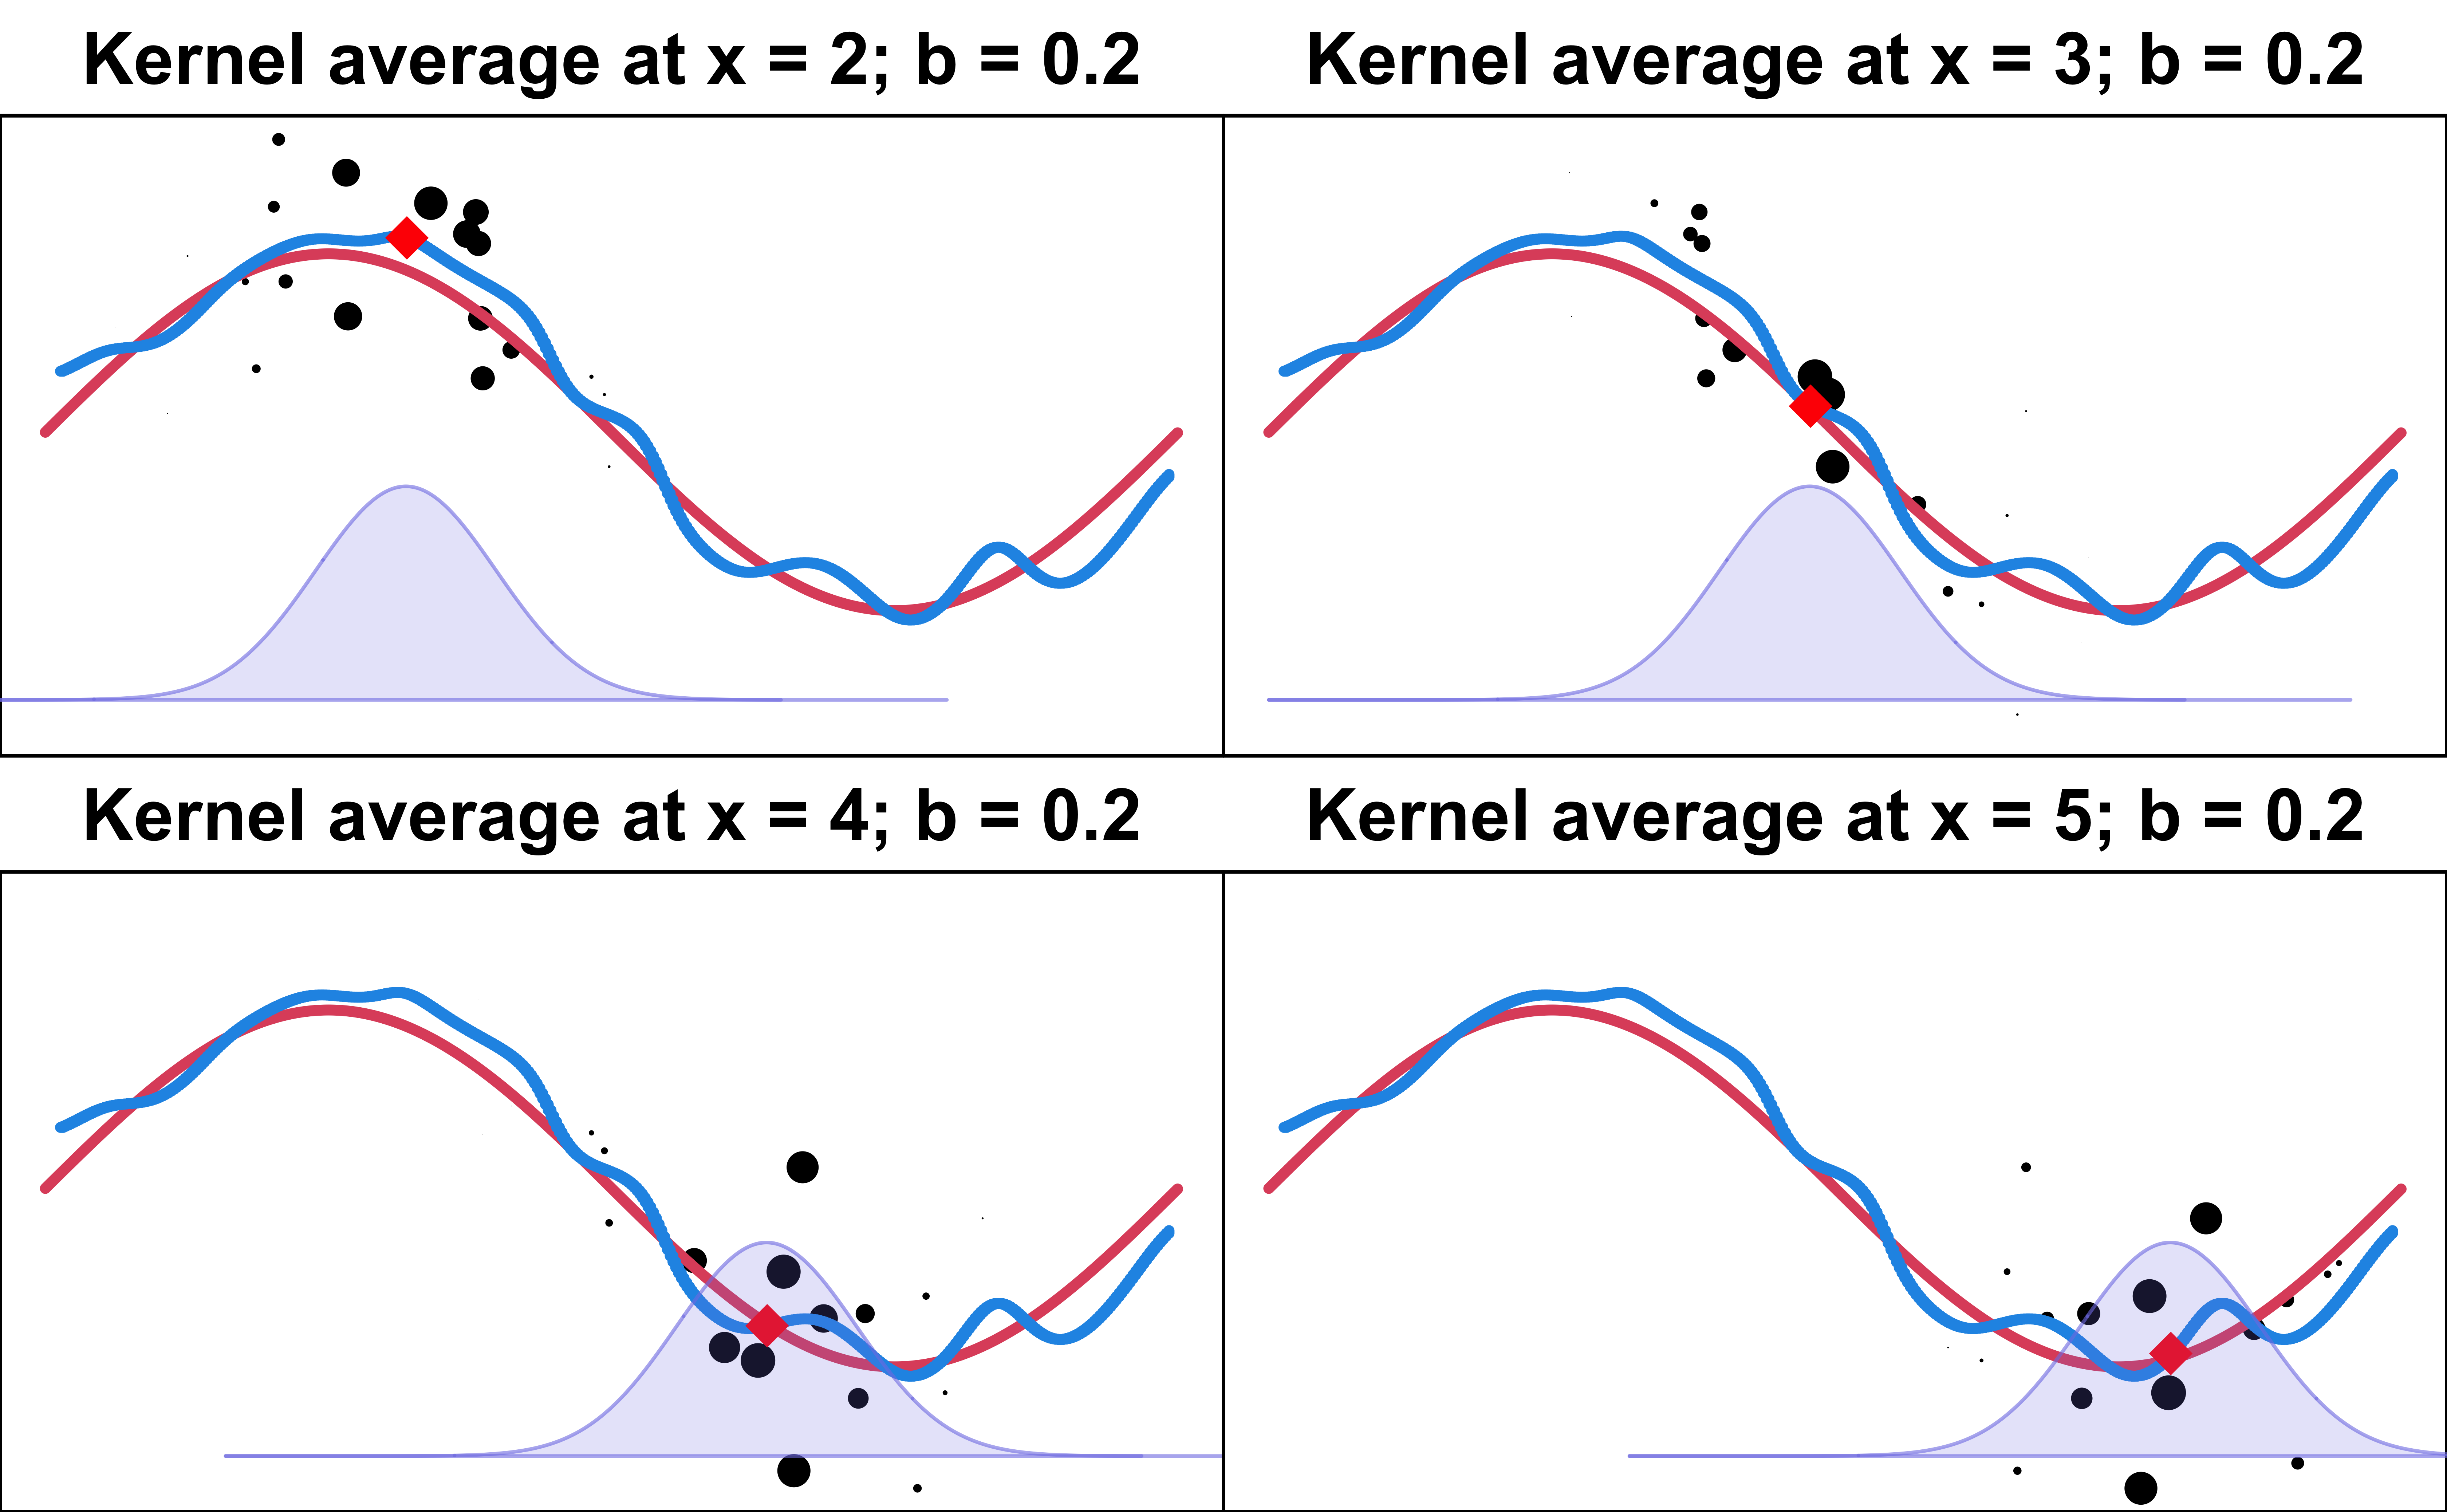 Kernel average at x = 2; b = 0.2
Kernel average at x = 3; b = 0.2
Kernel average at x = 4; b = 0.2
Kernel average at x = 5; b = 0.2